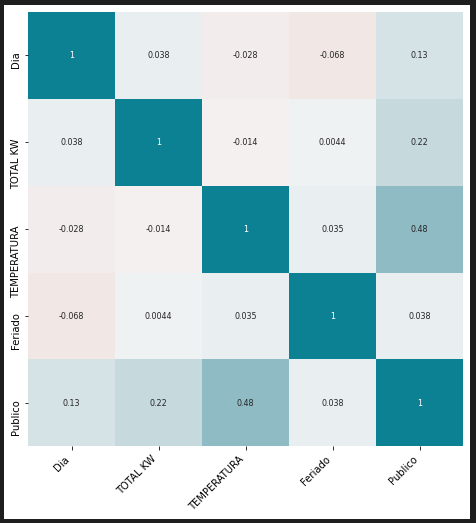 Dia 1 0.038 -0.028 -0.068 0.13
TOTAL KW 0.038 1 -0.014 0.0044 0.22
TEMPERATURA -0.028 -0.014 1 0.035 0.48
Feriado -0.068 0.0044 0.035 1 0.038
Publico 0.13 0.22 0.48 0.038 1
Dia TOTAL KW TEMPERATURA Feriado Publico